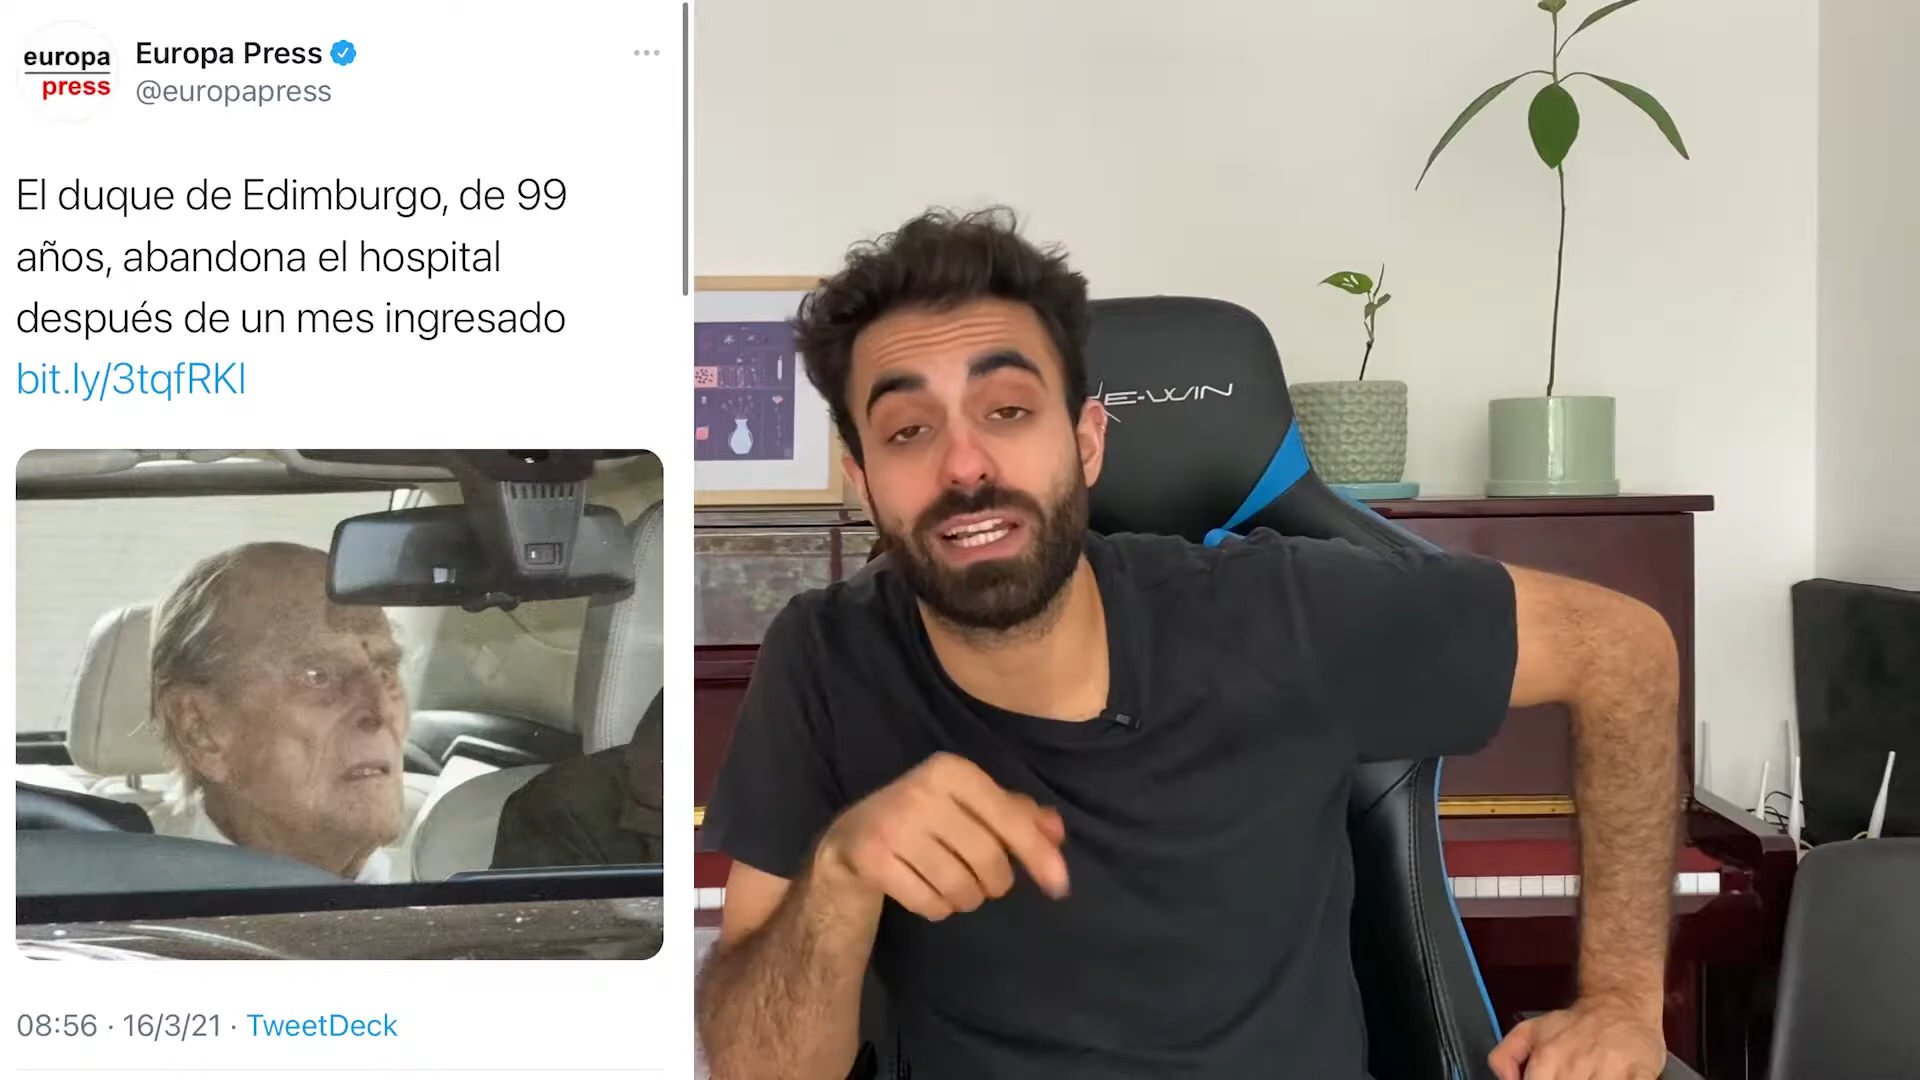 europa
press
Europa Press
@europapress
El duque de Edimburgo, de 99
años, abandona el hospital
después de un mes ingresado
bit.ly/3tqfRKl
08:56 · 16/3/21 · TweetDeck
E-WIN